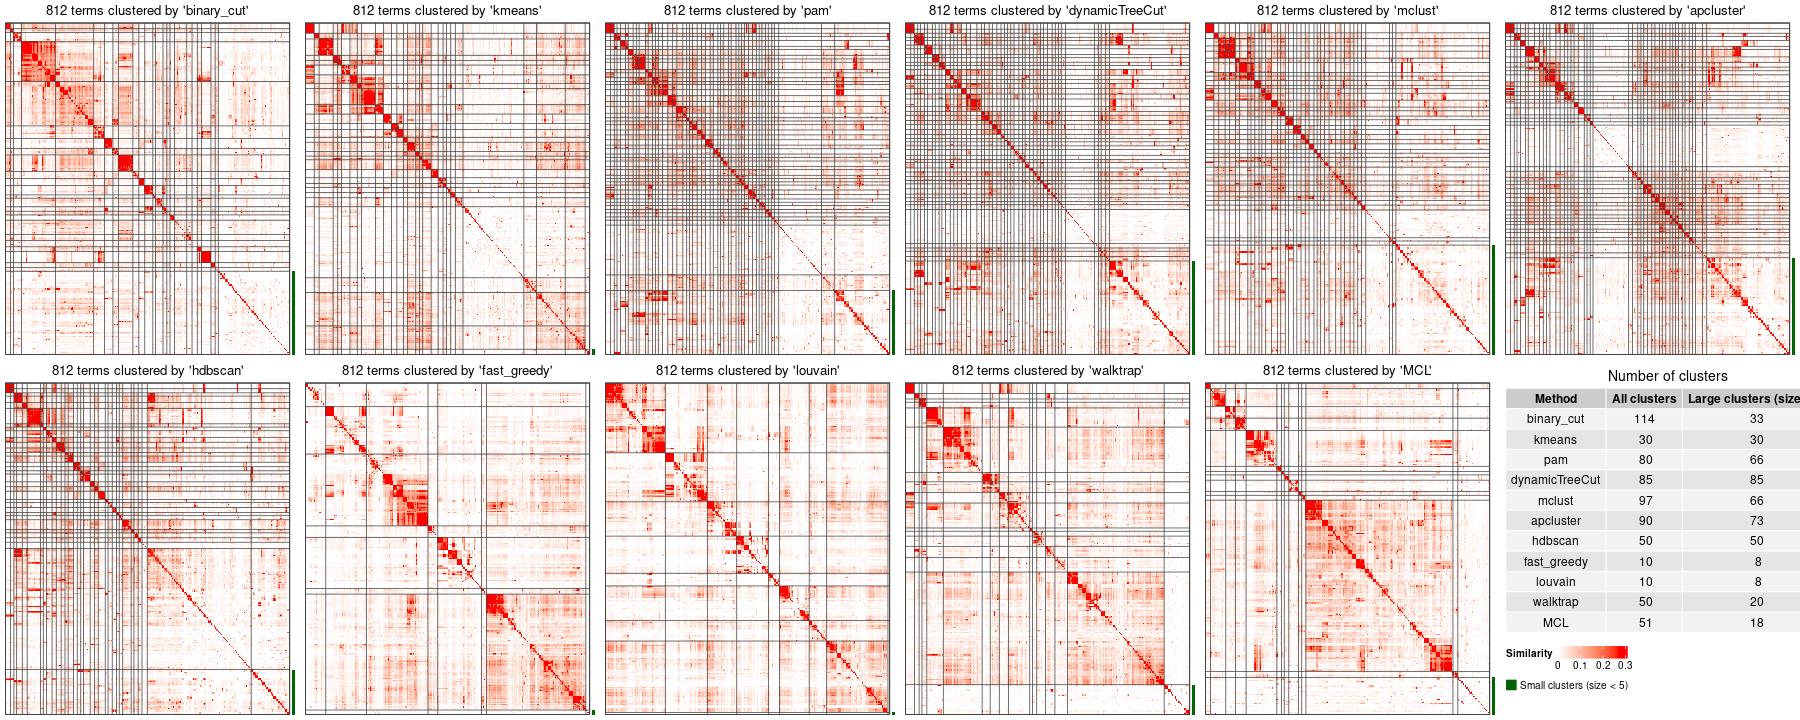 812 terms clustered by 'binary_cut'
812 terms clustered by 'kmeans'
812 terms clustered by 'pam'
812 terms clustered by 'dynamicTreeCut'
812 terms clustered by 'mclust'
812 terms clustered by 'apcluster'
812 terms clustered by 'hdbscan'
812 terms clustered by 'fast_greedy'
812 terms clustered by 'louvain'
812 terms clustered by 'walktrap'
812 terms clustered by 'MCL'
Number of clusters
Method All clusters Large clusters (size
binary_cut 114 33
kmeans 30 30
pam 80 66
dynamicTreeCut 85 85
mclust 97 66
apcluster 90 73
hdbscan 50 50
fast_greedy 10 8
louvain 10 8
walktrap 50 20
MCL 51 18
Similarity
0 0.1 0.2 0.3
Small clusters (size < 5)